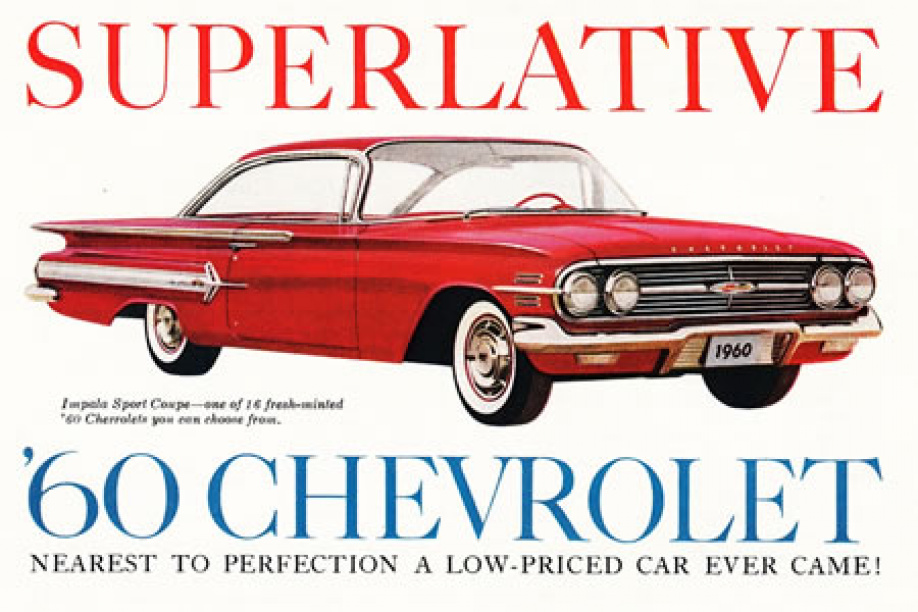 SUPERLATIVE
CHEVROLET
1960
Impala Sport Coupe—one of 16 fresh-minted
'60 Chevrolets you can choose from.
'60 CHEVROLET
NEAREST TO PERFECTION A LOW-PRICED CAR EVER CAME!